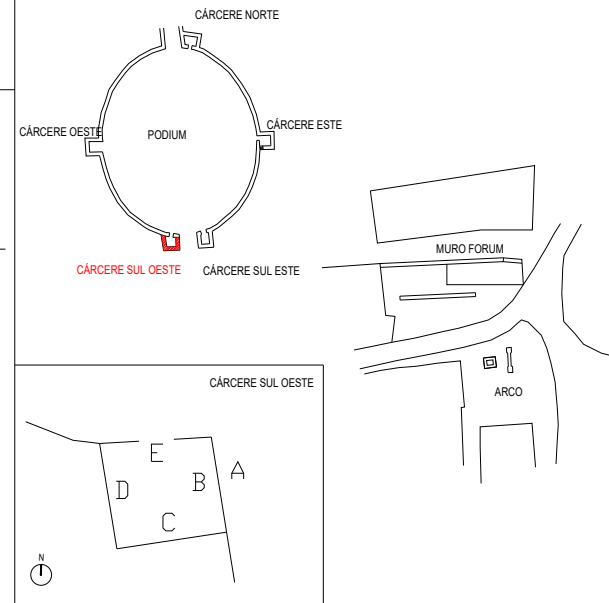 CÁRCERE NORTE
CÁRCERE OESTE
PODIUM
CÁRCERE ESTE
CÁRCERE SUL OESTE
CÁRCERE SUL ESTE
MURO FORUM
ARCO
CÁRCERE SUL OESTE
E
A
D
B
C
N